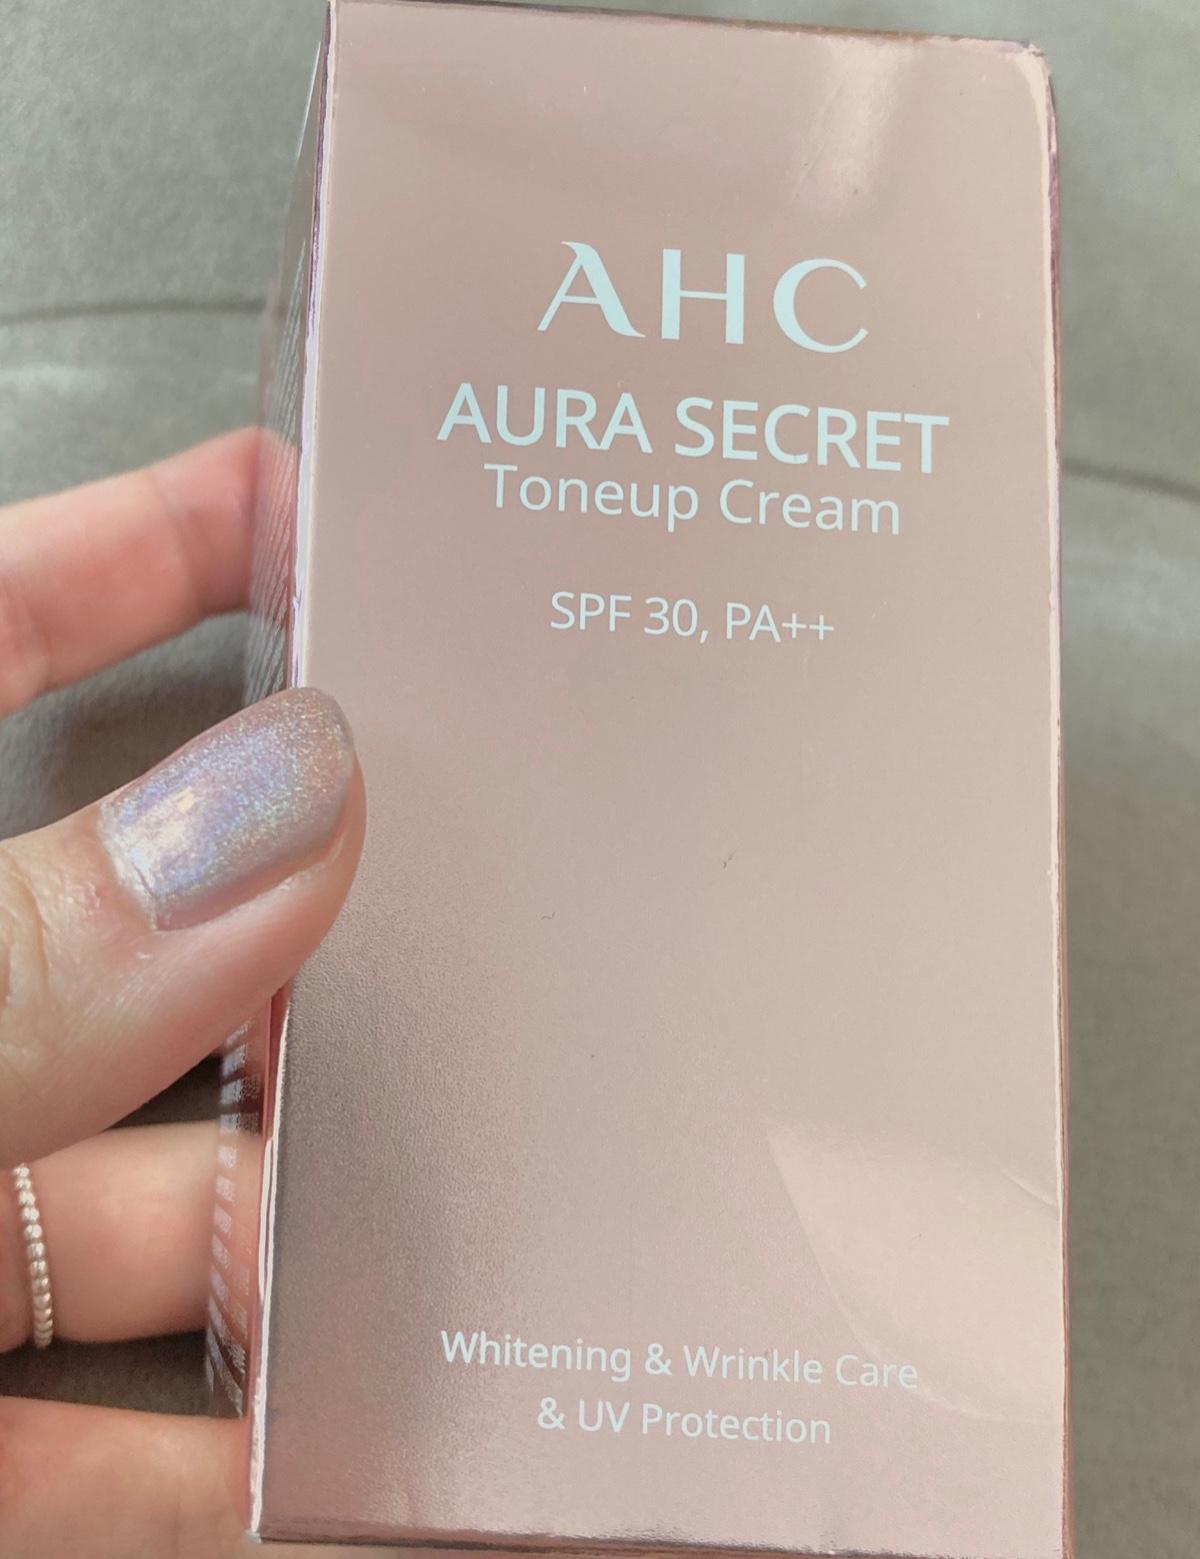 AHC
AURA SECRET
Toneup Cream
SPF 30, PA++
Whitening & Wrinkle Care
& UV Protection